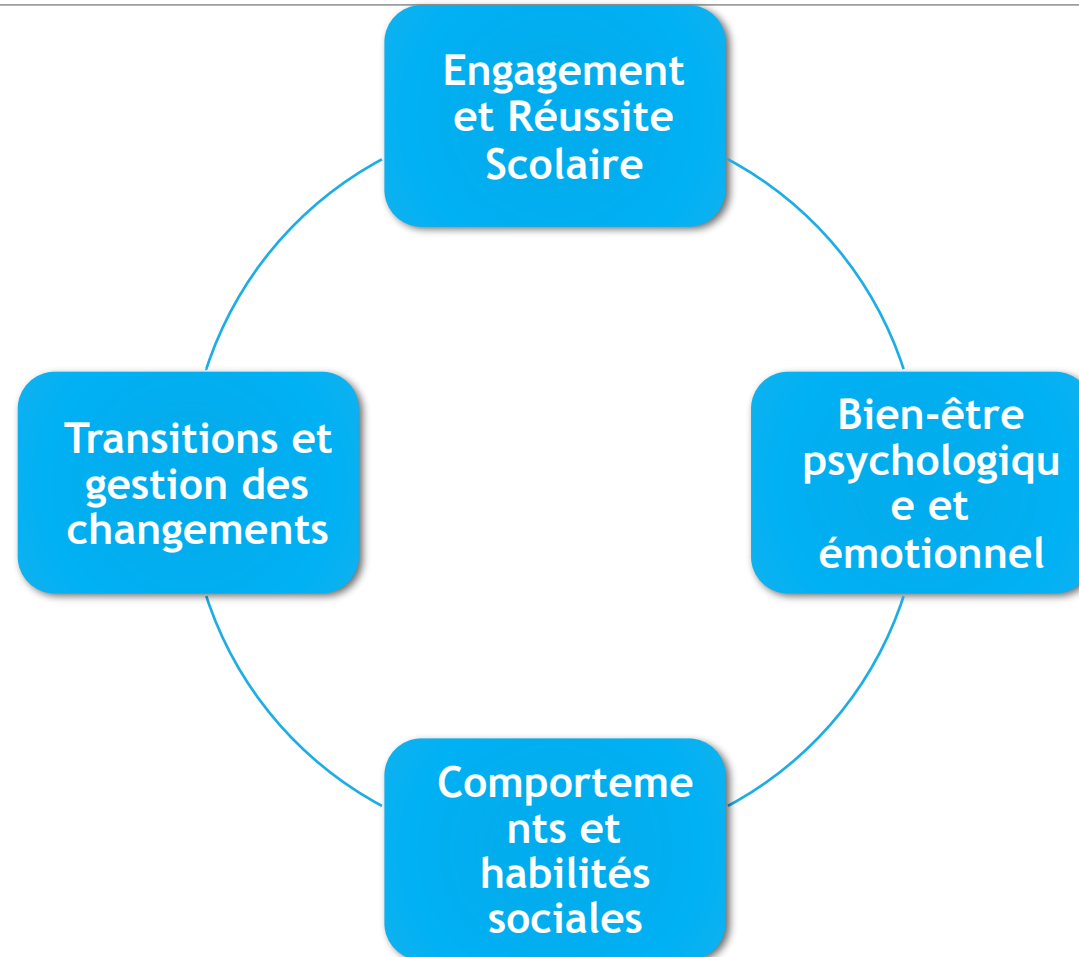 Engagement
et Réussite
Scolaire
Transitions et
gestion des
changements
Bien-être
psychologiqu
e et
émotionnel
Comporteme
nts et
habilités
sociales